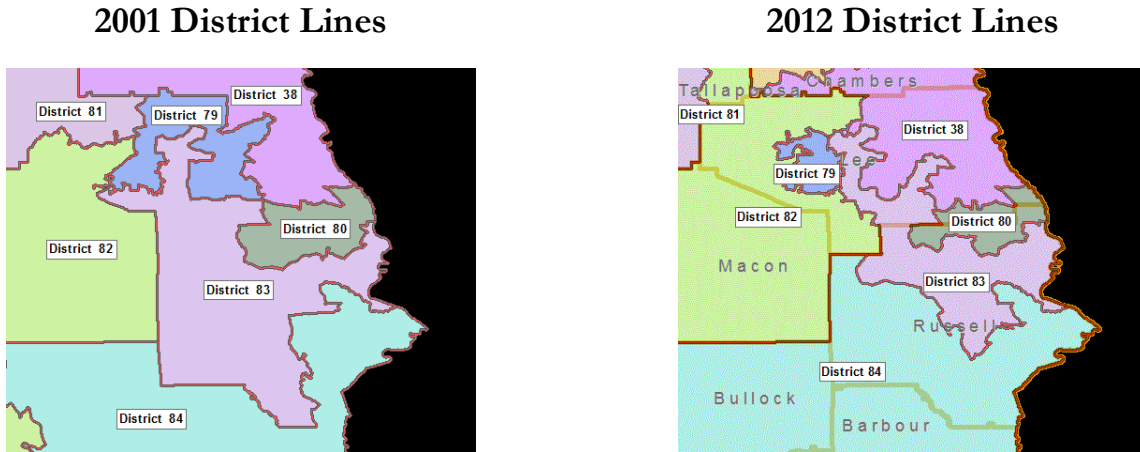 2001 District Lines
District 38
District 81
District 79
District 80
District 82
District 83
District 84
2012 District Lines
Chambers
Tallapoosa
District 81
District 38
Lee
District 79
District 82
District 80
Macon
District 83
Russell
District 84
Bullock
Barbour